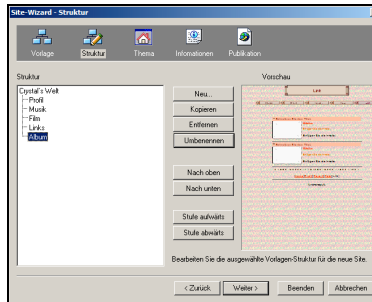 Site-Wizard - Struktur
Vorlage
Struktur
Thema
Infomationen
Publikation
Struktur
Vorschau
Crystal's Welt
Profil
Musik
Film
Links
Album
Neu...
Kopieren
Entfernen
Umbenennen
Nach oben
Nach unten
Stufe aufwärts
Stufe abwärts
Bearbeiten Sie die ausgewählte Vorlagen-Struktur für die neue Site.
< Zurück
Weiter >
Beenden
Abbrechen